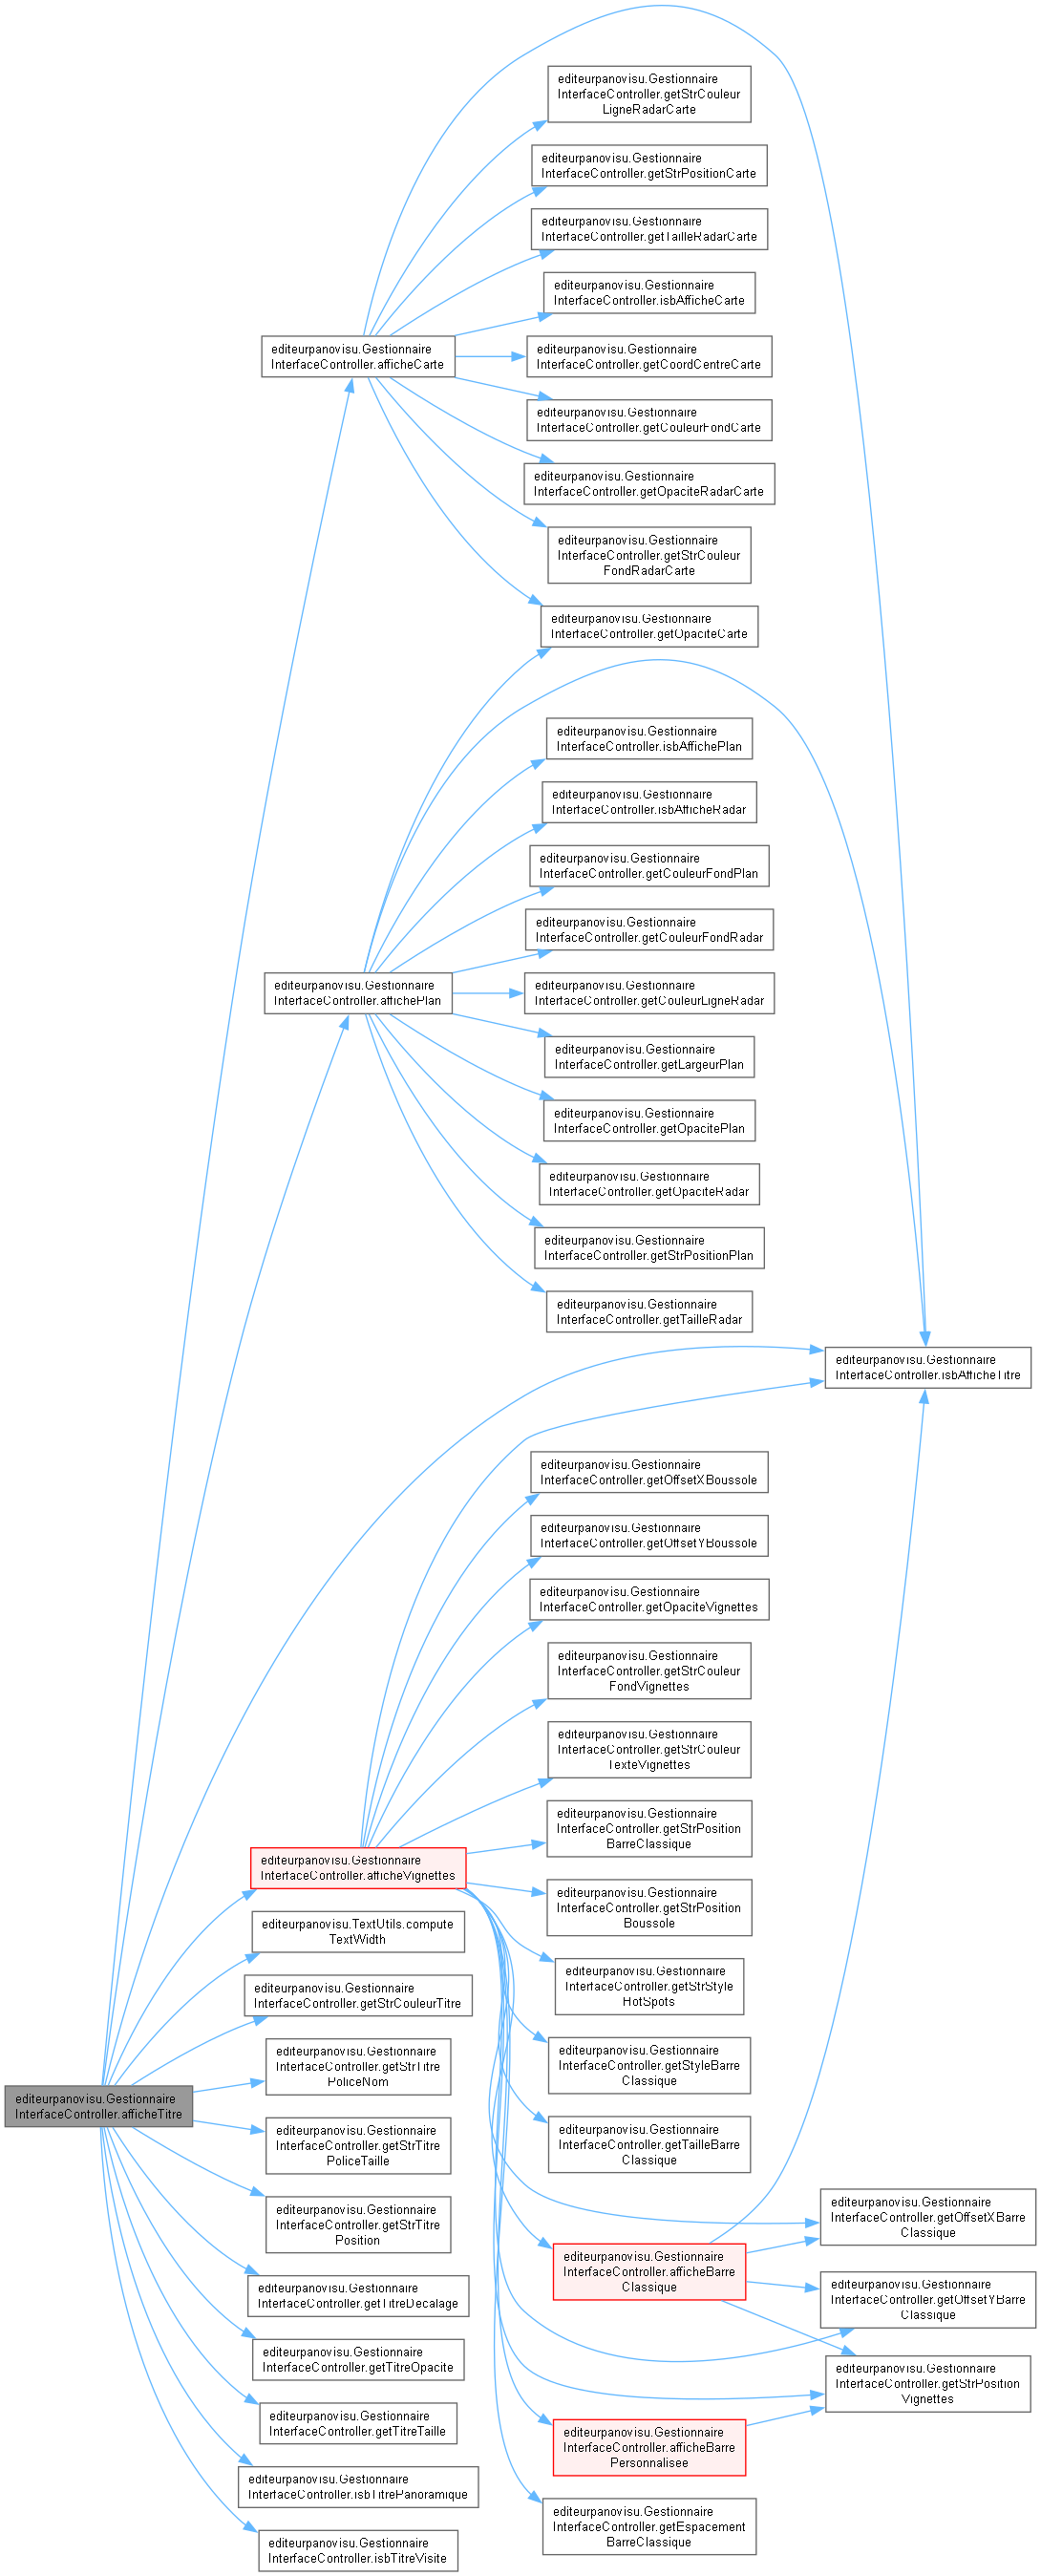 editeurpanovisu.Gestionnaire
InterfaceController.getStrCouleur
LigneRadarCarte
editeurpanovisu.Gestionnaire
InterfaceController.getStrPositionCarte
editeurpanovisu.Gestionnaire
InterfaceController.getTailleRadarCarte
editeurpanovisu.Gestionnaire
InterfaceController.isbAfficheCarte
editeurpanovisu.Gestionnaire
InterfaceController.afficheCarte
editeurpanovisu.Gestionnaire
InterfaceController.getCoordCentreCarte
editeurpanovisu.Gestionnaire
InterfaceController.getCouleurFondCarte
editeurpanovisu.Gestionnaire
InterfaceController.getOpaciteRadarCarte
editeurpanovisu.Gestionnaire
InterfaceController.getStrCouleur
FondRadarCarte
editeurpanovisu.Gestionnaire
InterfaceController.getOpaciteCarte
editeurpanovisu.Gestionnaire
InterfaceController.isbAffichePlan
editeurpanovisu.Gestionnaire
InterfaceController.isbAfficheRadar
editeurpanovisu.Gestionnaire
InterfaceController.getCouleurFondPlan
editeurpanovisu.Gestionnaire
InterfaceController.getCouleurFondRadar
editeurpanovisu.Gestionnaire
InterfaceController.affichePlan
editeurpanovisu.Gestionnaire
InterfaceController.getCouleurLigneRadar
editeurpanovisu.Gestionnaire
InterfaceController.getLargeurPlan
editeurpanovisu.Gestionnaire
InterfaceController.getOpacitePlan
editeurpanovisu.Gestionnaire
InterfaceController.getOpaciteRadar
editeurpanovisu.Gestionnaire
InterfaceController.getStrPositionPlan
editeurpanovisu.Gestionnaire
InterfaceController.getTailleRadar
editeurpanovisu.Gestionnaire
InterfaceController.isbAfficheTitre
editeurpanovisu.Gestionnaire
InterfaceController.getOffsetXBoussole
editeurpanovisu.Gestionnaire
InterfaceController.getOffsetYBoussole
editeurpanovisu.Gestionnaire
InterfaceController.getOpaciteVignettes
editeurpanovisu.Gestionnaire
InterfaceController.getStrCouleur
FondVignettes
editeurpanovisu.Gestionnaire
InterfaceController.getStrCouleur
TexteVignettes
editeurpanovisu.Gestionnaire
InterfaceController.getStrPosition
BarreClassique
editeurpanovisu.Gestionnaire
InterfaceController.afficheVignettes
editeurpanovisu.Gestionnaire
InterfaceController.getStrPosition
Boussole
editeurpanovisu.TextUtils.compute
TextWidth
editeurpanovisu.Gestionnaire
InterfaceController.getStrStyle
HotSpots
editeurpanovisu.Gestionnaire
InterfaceController.getStrCouleurTitre
editeurpanovisu.Gestionnaire
InterfaceController.getStrTitre
PoliceNom
editeurpanovisu.Gestionnaire
InterfaceController.getStyleBarre
Classique
editeurpanovisu.Gestionnaire
InterfaceController.afficheTitre
editeurpanovisu.Gestionnaire
InterfaceController.getStrTitre
PoliceTaille
editeurpanovisu.Gestionnaire
InterfaceController.getTailleBarre
Classique
editeurpanovisu.Gestionnaire
InterfaceController.getStrTitre
Position
editeurpanovisu.Gestionnaire
InterfaceController.getOffsetXBarre
Classique
editeurpanovisu.Gestionnaire
InterfaceController.afficheBarre
Classique
editeurpanovisu.Gestionnaire
InterfaceController.getTitreDecalage
editeurpanovisu.Gestionnaire
InterfaceController.getOffsetYBarre
Classique
editeurpanovisu.Gestionnaire
InterfaceController.getTitreOpacite
editeurpanovisu.Gestionnaire
InterfaceController.getStrPosition
Vignettes
editeurpanovisu.Gestionnaire
InterfaceController.getTitreTaille
editeurpanovisu.Gestionnaire
InterfaceController.afficheBarre
Personnalisee
editeurpanovisu.Gestionnaire
InterfaceController.isbTitrePanoramique
editeurpanovisu.Gestionnaire
InterfaceController.getEspacement
BarreClassique
editeurpanovisu.Gestionnaire
InterfaceController.isbTitreVisite